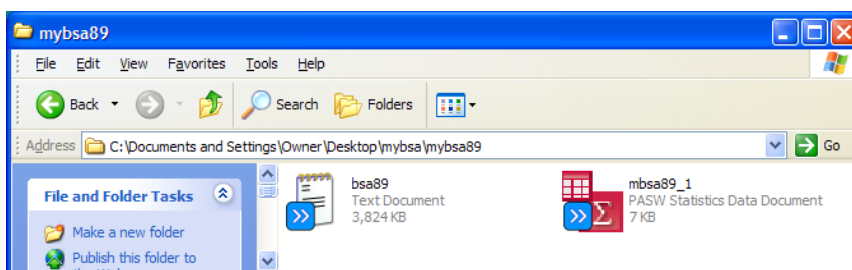 mybsa89
File Edit View Favorites Tools Help
Back Search Folders
Address C:\Documents and Settings\Owner\Desktop\mybsa\mybsa89 Go
File and Folder Tasks
Make a new folder
Publish this folder to
bsa89
Text Document
3,824 KB
mbsa89_1
PASW Statistics Data Document
7 KB